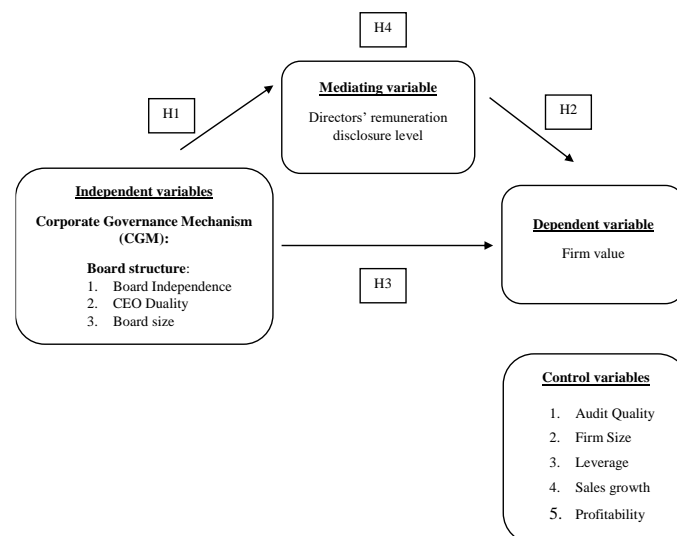 H4
Mediating variable
Directors' remuneration
disclosure level
H1
H2
Independent variables
Corporate Governance Mechanism
(CGM):
Board structure:
1. Board Independence
2. CEO Duality
3. Board size
H3
Dependent variable
Firm value
Control variables
1. Audit Quality
2. Firm Size
3. Leverage
4. Sales growth
5. Profitability